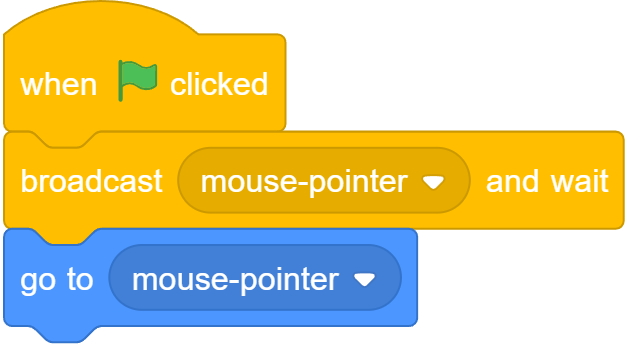 when clicked
broadcast mouse-pointer and wait
go to mouse-pointer